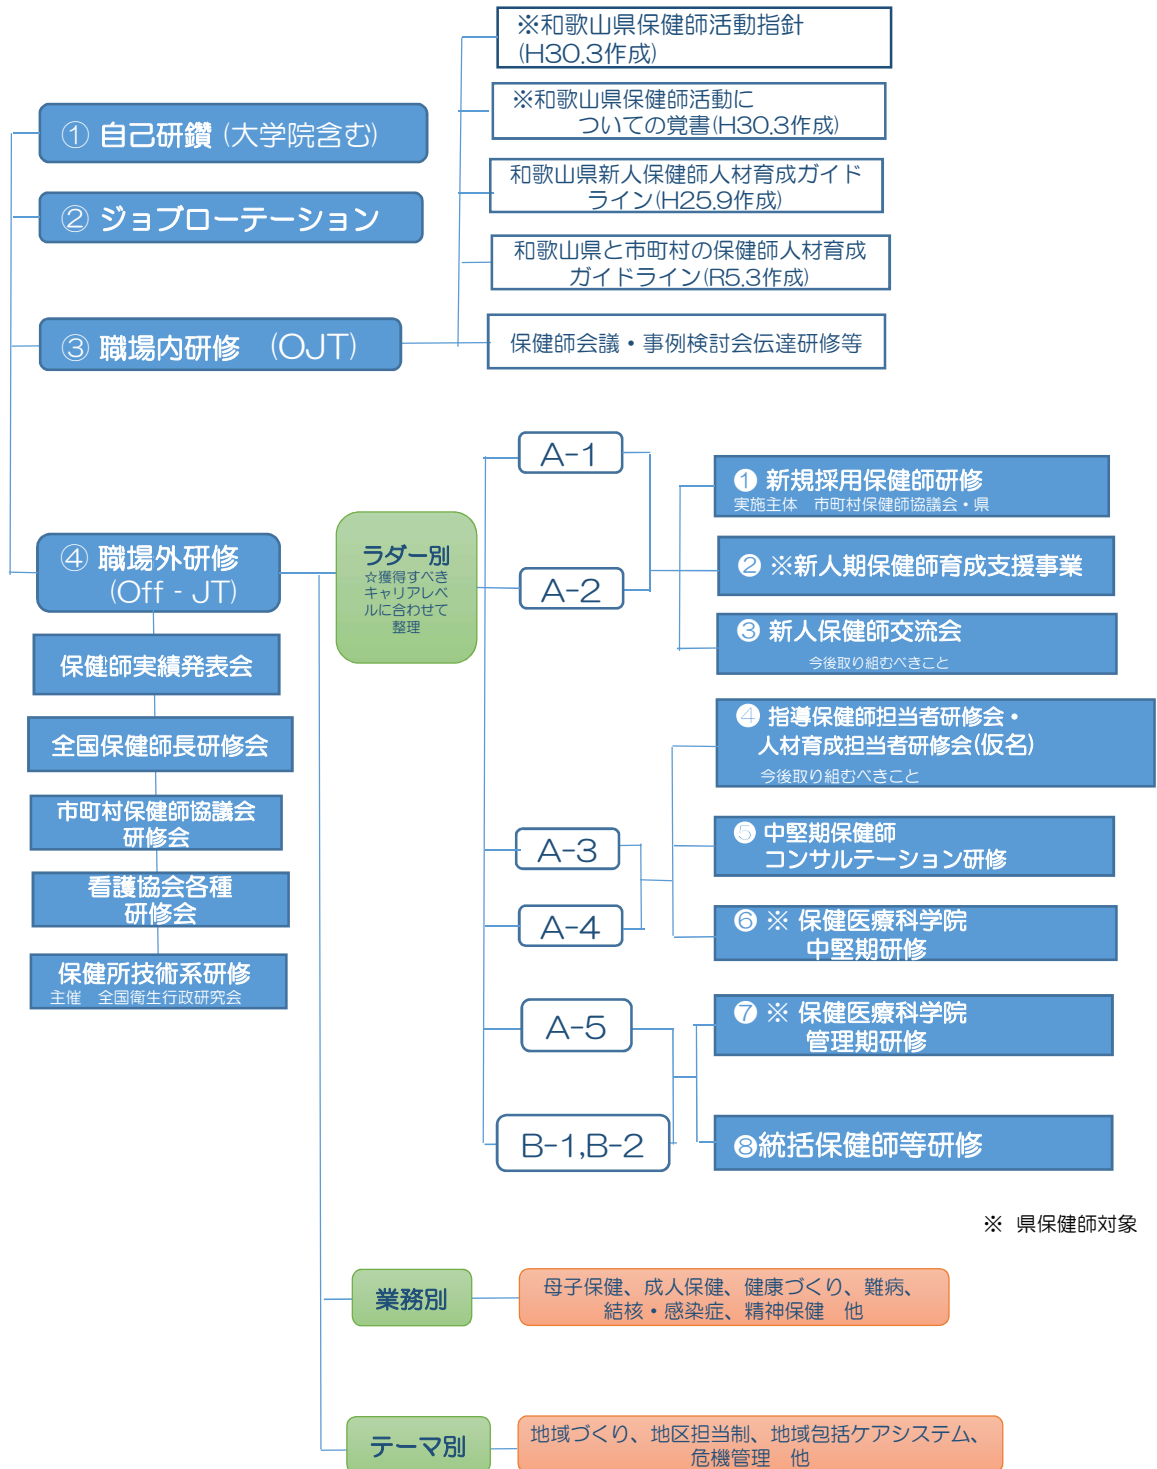 ※和歌山県保健師活動指針
(H30.3作成)
※和歌山県保健師活動に
ついての覚書(H30.3作成)
和歌山県新人保健師人材育成ガイド
ライン(H25.9作成)
和歌山県と市町村の保健師人材育成
ガイドライン(R5.3作成)
保健師会議・事例検討会伝達研修等
① 自己研鑽 (大学院含む)
② ジョブローテーション
③ 職場内研修 (OJT)
④ 職場外研修
(Off - JT)
保健師実績発表会
全国保健師長研修会
市町村保健師協議会
研修会
看護協会各種
研修会
保健所技術系研修
主催 全国衛生行政研究会
ラダー別
☆獲得すべき
キャリアレベ
ルに合わせて
整理
A-1
A-2
A-3
A-4
A-5
B-1,B-2
❶ 新規採用保健師研修
実施主体 市町村保健師協議会・県
❷ ※新人期保健師育成支援事業
❸ 新人保健師交流会
今後取り組むべきこと
❹ 指導保健師担当者研修会・
人材育成担当者研修会(仮名)
今後取り組むべきこと
❺ 中堅期保健師
コンサルテーション研修
❻ ※ 保健医療科学院
中堅期研修
❼ ※ 保健医療科学院
管理期研修
❽統括保健師等研修
※ 県保健師対象
業務別
母子保健、成人保健、健康づくり、難病、
結核・感染症、精神保健 他
テーマ別
地域づくり、地区担当制、地域包括ケアシステム、
危機管理 他